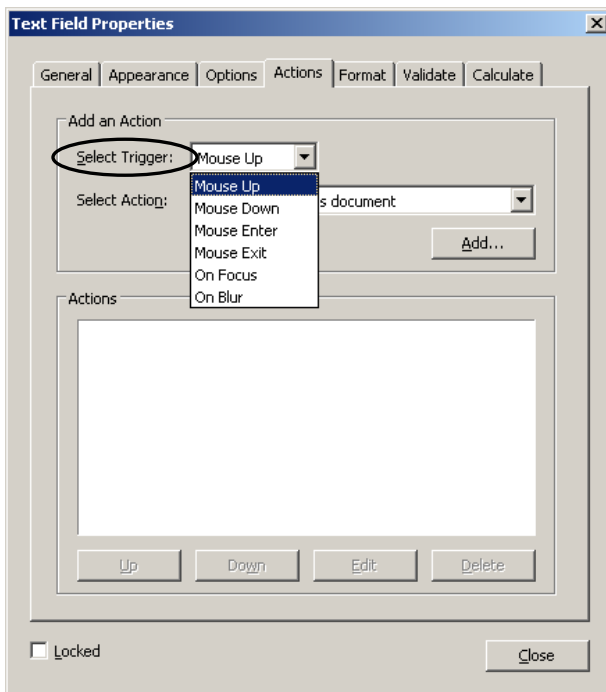 Text Field Properties
General Appearance Options Actions Format Validate Calculate
Add an Action
Select Trigger: Mouse Up
Mouse Up
Select Action: s document
Mouse Down
Mouse Enter
Add...
Mouse Exit
On Focus
On Blur
Actions
Up Down Edit Delete
Locked
Close